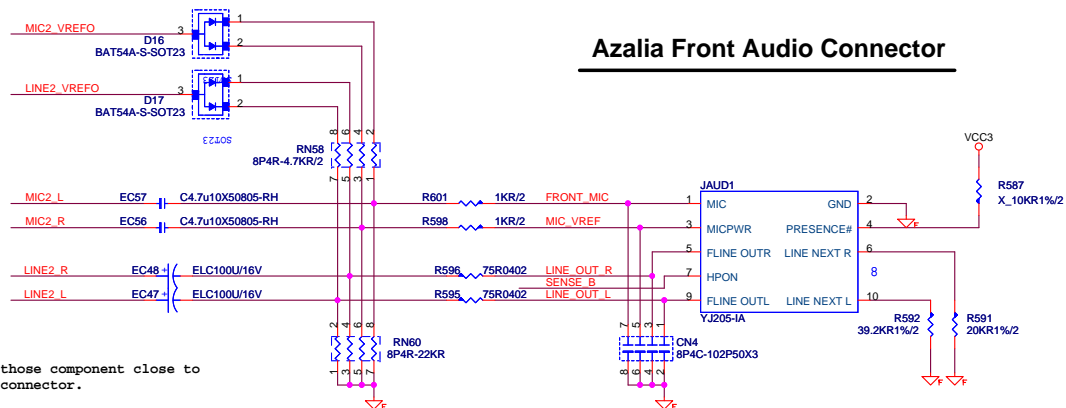 Azalia Front Audio Connector
MIC2_VREFO
3
1
2
D16
BAT54A-S-SOT23
LINE2_VREFO
3
1
2
D17
BAT54A-S-SOT23
SOT23
SOT23
8 6 4 2
RN58
8P4R-4.7KR/2
7 5 3 1
VCC3
R587
X_10KR1%/2
MIC2_L
EC57
C4.7u10X50805-RH
R601
1KR/2
FRONT_MIC
MIC2_R
EC56
C4.7u10X50805-RH
R598
1KR/2
MIC_VREF
LINE2_R
EC48
+
ELC100U/16V
R596
75R0402
LINE_OUT_R
SENSE_B
LINE2_L
EC47
+
ELC100U/16V
R595
75R0402
LINE_OUT_L
JAUD1
1 MIC GND 2
3 MICPWR PRESENCE# 4
5 FLINE OUTR LINE NEXT R 6
7 HPON 8
9 FLINE OUTL LINE NEXT L 10
YJ205-IA
F
R592
39.2KR1%/2
R591
20KR1%/2
F F
2 4 6 8
RN60
8P4R-22KR
1 3 5 7
F
7 5 3 1
CN4
8P4C-102P50X3
8 6 4 2
F
those component close to
connector.